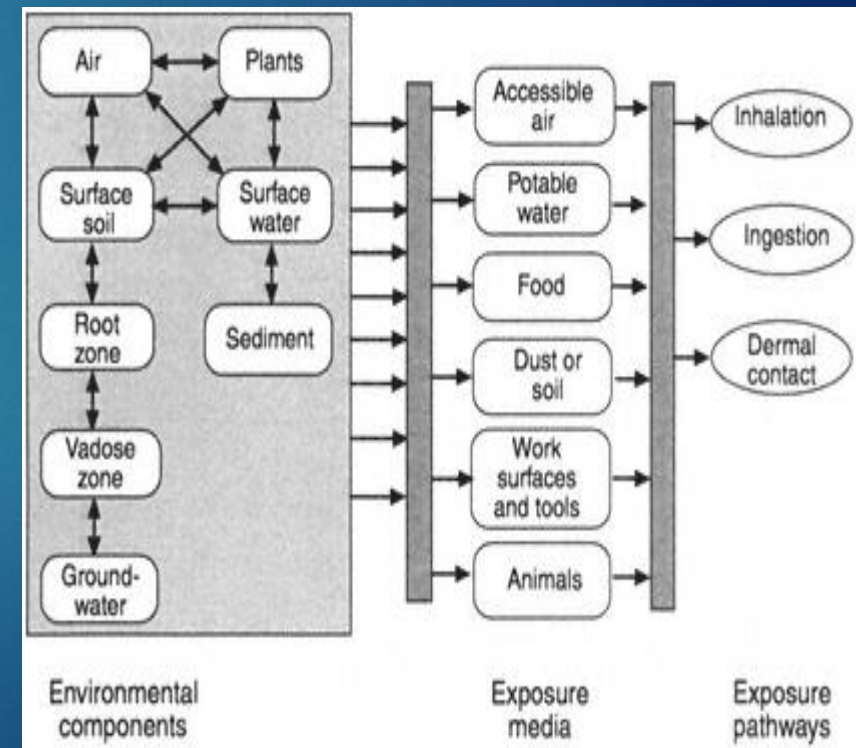 Air
Plants
Surface
soil
Surface
water
Root
zone
Sediment
Vadose
zone
Ground-
water
Accessible
air
Potable
water
Food
Dust or
soil
Work
surfaces
and tools
Animals
Inhalation
Ingestion
Dermal
contact
Environmental
components
Exposure
media
Exposure
pathways